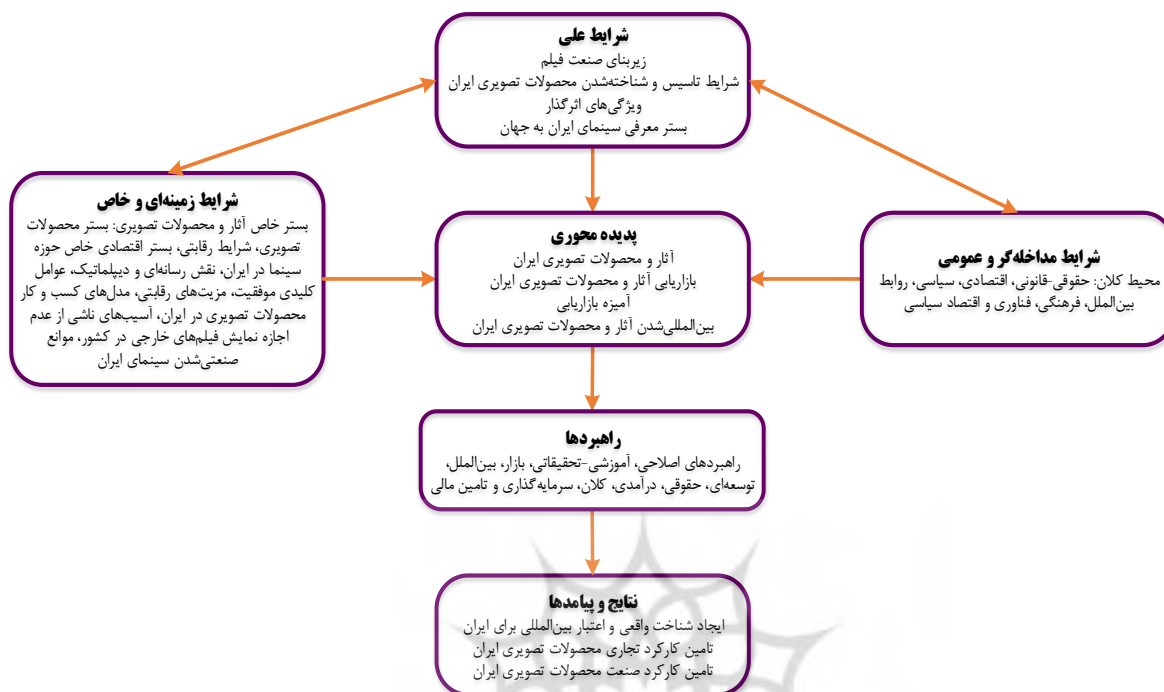 شرایط علی
زیربنای صنعت فیلم
شرایط تاسیس و شناخته‌شدن محصولات تصویری ایران
ویژگی‌های اثرگذار
بستر معرفی سینمای ایران به جهان
شرایط زمینه‌ای و خاص
بستر خاص آثار و محصولات تصویری: بستر محصولات
تصویری، شرایط رقابتی، بستر اقتصادی خاص حوزه
سینما در ایران، نقش رسانه‌ای و دیپلماتیک، عوامل
کلیدی موفقیت، مزیت‌های رقابتی، مدل‌های کسب و کار
محصولات تصویری در ایران، آسیب‌های ناشی از عدم
اجازه نمایش فیلم‌های خارجی در کشور، موانع
صنعتی‌شدن سینمای ایران
پدیده محوری
آثار و محصولات تصویری ایران
بازاریابی آثار و محصولات تصویری ایران
آمیزه بازاریابی
بین‌المللی‌شدن آثار و محصولات تصویری ایران
شرایط مداخله‌گر و عمومی
محیط کلان: حقوقی-قانونی، اقتصادی، سیاسی، روابط
بین‌الملل، فرهنگی، فناوری و اقتصاد سیاسی
راهبردها
راهبردهای اصلاحی، آموزشی-تحقیقاتی، بازار، بین‌الملل،
توسعه‌ای، حقوقی، درآمدی، کلان، سرمایه‌گذاری و تامین مالی
نتایج و پیامدها
ایجاد شناخت واقعی و اعتبار بین‌المللی برای ایران
تامین کارکرد تجاری محصولات تصویری ایران
تامین کارکرد صنعت محصولات تصویری ایران